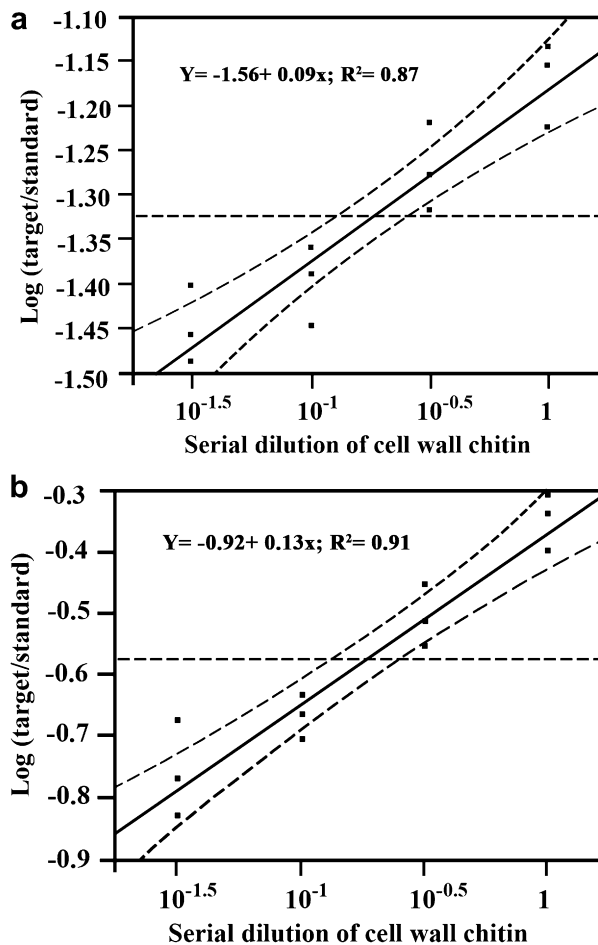 a
Y= -1.56+ 0.09x; R²= 0.87
Log (target/standard)
-1.10
-1.15
-1.20
-1.25
-1.30
-1.35
-1.40
-1.45
-1.50
10^-1.5 10^-1 10^-0.5 1
Serial dilution of cell wall chitin
b
Y= -0.92+ 0.13x; R²= 0.91
Log (target/standard)
-0.3
-0.4
-0.5
-0.6
-0.7
-0.8
-0.9
10^-1.5 10^-1 10^-0.5 1
Serial dilution of cell wall chitin